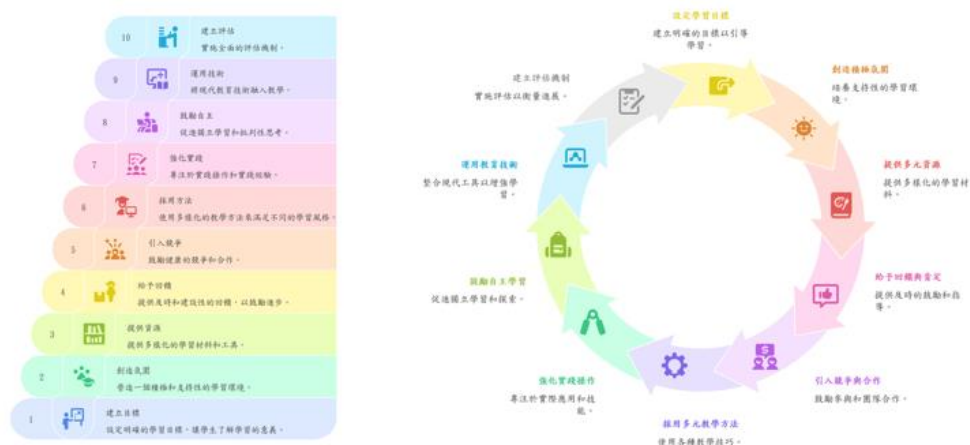 10
建立評估
實施全面的評估機制。
9
運用技術
將現代教育技術融入教學。
8
鼓勵自主
促進獨立學習和批判性思考。
7
強化實踐
專注於實踐操作和實踐經驗。
6
採用方法
使用多樣化的教學方法來滿足不同的學習風格。
5
引入競爭
鼓勵健康的競爭和合作。
4
給予回饋
提供及時和建設性的回饋，以鼓勵進步。
3
提供資源
提供多樣化的學習材料和工具。
2
創造氛圍
營造一個積極和支持性的學習環境。
1
建立目標
設定明確的學習目標，讓學生了解學習的意義。
設定學習目標
建立明確的目標以引導
學習。
創造積極氛圍
培養支持性的學習環
境。
提供多元資源
提供多樣化的學習材
料。
給予回饋與肯定
提供及時的鼓勵和指
導。
引入競爭與合作
鼓勵參與和團隊合作。
採用多元教學方法
使用各種教學技巧。
強化實踐操作
專注於實際應用和技
能。
鼓勵自主學習
促進獨立學習和探索。
運用教育技術
整合現代工具以增強學
習。
建立評估機制
實施評估以衡量進展。